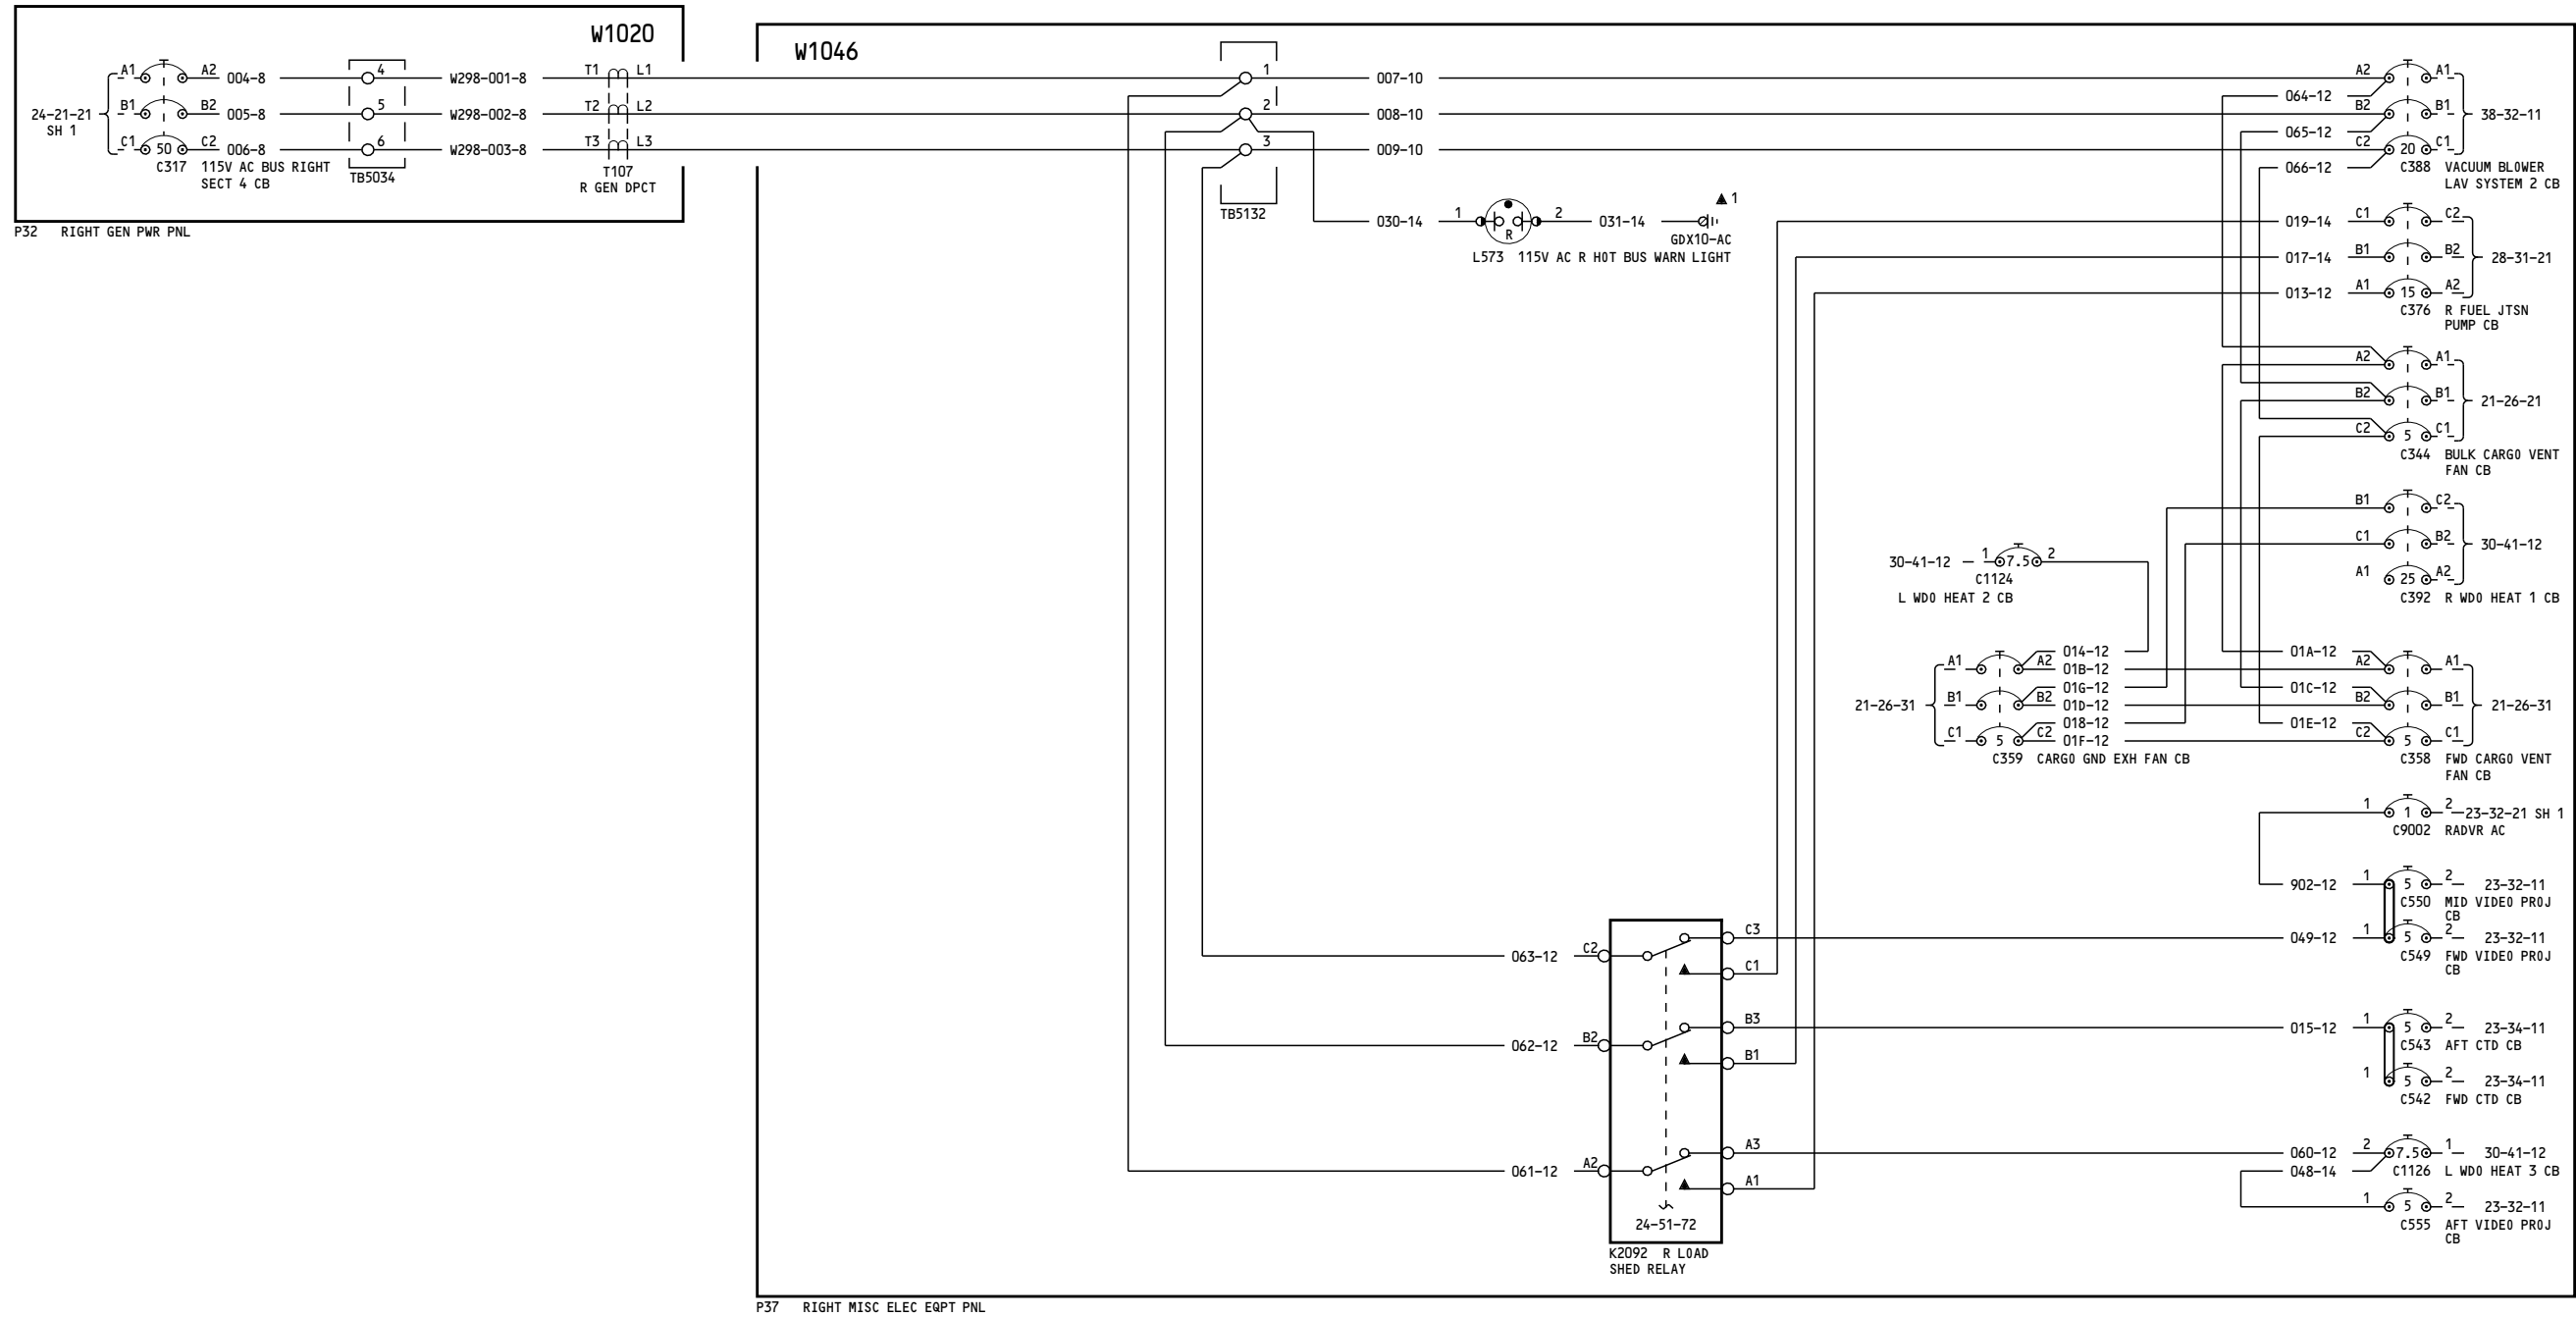 W1020
A1 A2 004-8 4 W298-001-8 T1 L1
B1 B2 005-8 5 W298-002-8 T2 L2
C1 50 C2 006-8 6 W298-003-8 T3 L3
24-21-21
SH 1
C317 115V AC BUS RIGHT
SECT 4 CB
TB5034
T107
R GEN DPCT
P32 RIGHT GEN PWR PNL
W1046
1 007-10
2 008-10
3 009-10
TB5132
030-14 1 R 2 031-14
▲ 1
GDX10-AC
L573 115V AC R HOT BUS WARN LIGHT
A2 A1
064-12
B2 B1
065-12
C2 20 C1
066-12
38-32-11
C388 VACUUM BLOWER
LAV SYSTEM 2 CB
019-14 C1 C2
017-14 B1 B2
28-31-21
013-12 A1 15 A2
C376 R FUEL JTSN
PUMP CB
A2 A1
B2 B1
21-26-21
C2 5 C1
C344 BULK CARGO VENT
FAN CB
B1 C2
C1 B2
30-41-12
A1 25 A2
C392 R WDO HEAT 1 CB
30-41-12 1 7.5 2
C1124
L WDO HEAT 2 CB
014-12
A1 A2 01B-12
01G-12
B1 B2 01D-12
21-26-31
018-12
C1 5 C2 01F-12
C359 CARGO GND EXH FAN CB
01A-12
A2 A1
01C-12
B2 B1
21-26-31
01E-12
C2 5 C1
C358 FWD CARGO VENT
FAN CB
1 1 2 23-32-21 SH 1
C9002 RADVR AC
902-12 1 5 2 23-32-11
C550 MID VIDEO PROJ
CB
049-12 1 5 2 23-32-11
C549 FWD VIDEO PROJ
CB
015-12 1 5 2 23-34-11
C543 AFT CTD CB
1 5 2 23-34-11
C542 FWD CTD CB
060-12 2 7.5 1 30-41-12
048-14
C1126 L WDO HEAT 3 CB
1 5 2 23-32-11
C555 AFT VIDEO PROJ
CB
063-12 C2 C3
C1
062-12 B2 B3
B1
061-12 A2 A3
A1
24-51-72
K2092 R LOAD
SHED RELAY
P37 RIGHT MISC ELEC EQPT PNL